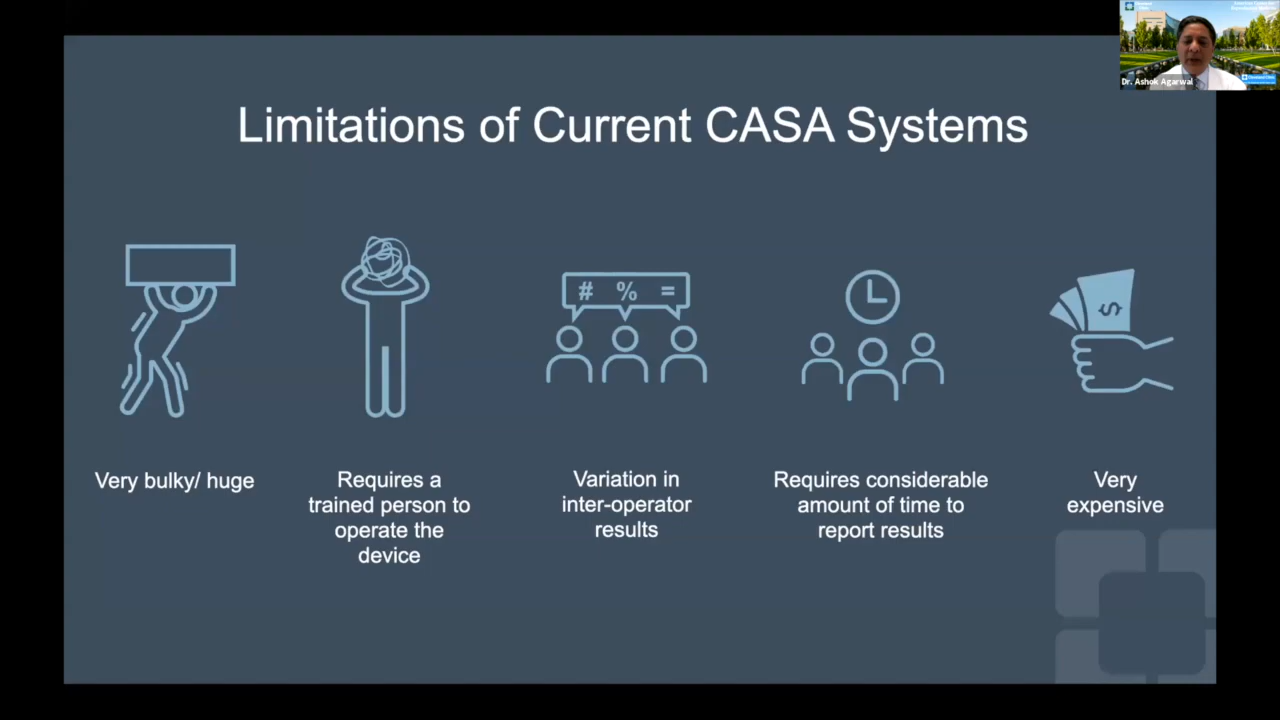 Limitations of Current CASA Systems
# % =
$
Very bulky/ huge
Requires a
trained person to
operate the
device
Variation in
inter-operator
results
Requires considerable
amount of time to
report results
Very
expensive
Dr. Ashok Agarwal